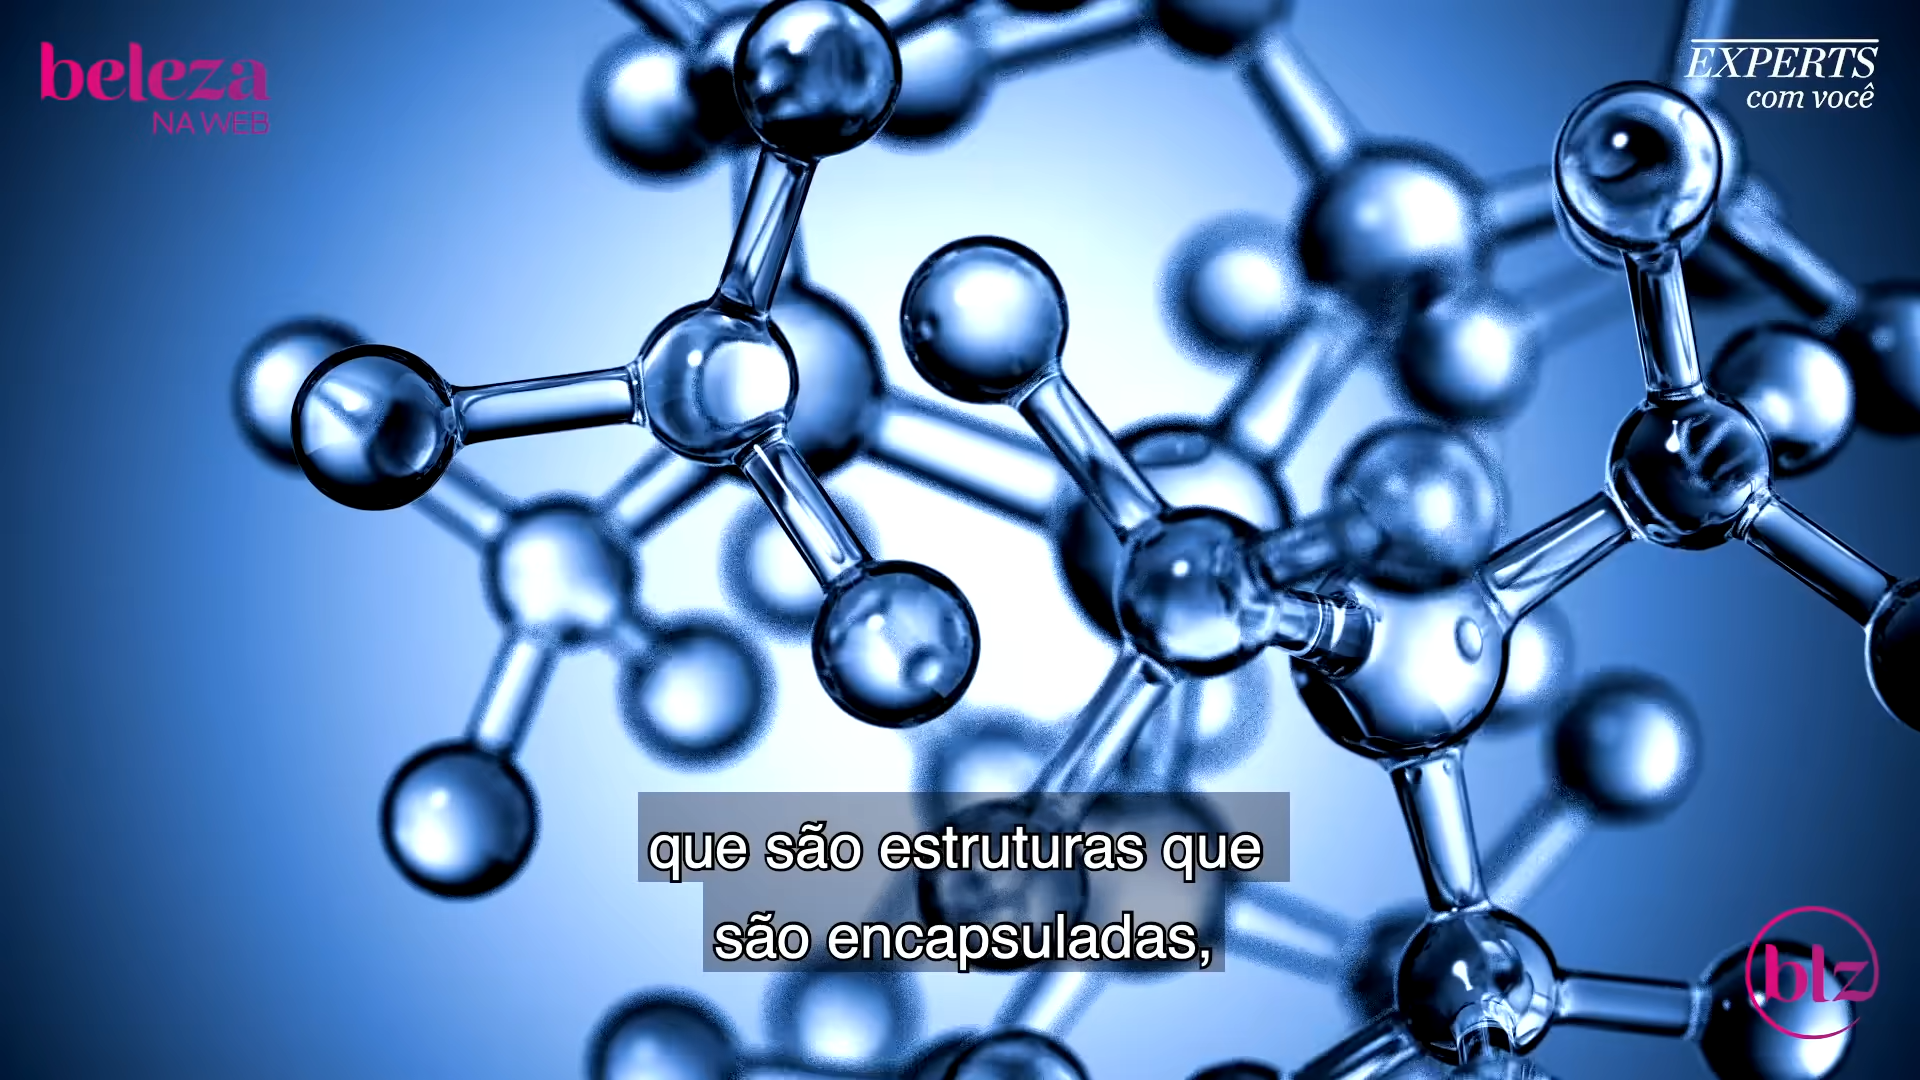 beleza
NA WEB
EXPERTS
com você
que são estruturas que
são encapsuladas,
blz